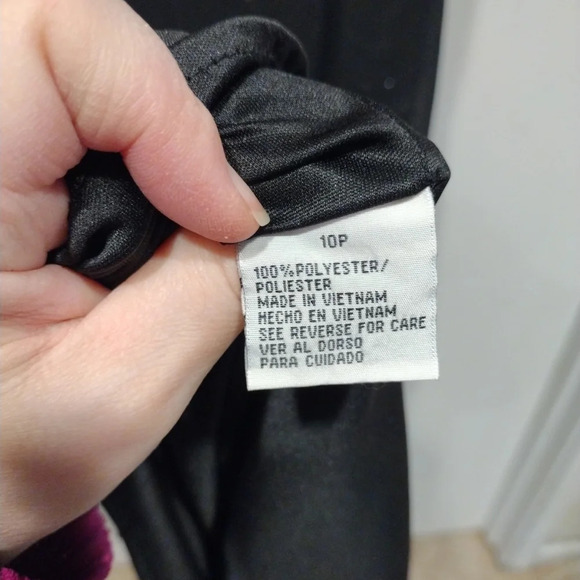 10P
100%POLYESTER/
POLIESTER
MADE IN VIETNAM
HECHO EN VIETNAM
SEE REVERSE FOR CARE
VER AL DORSO
PARA CUIDADO